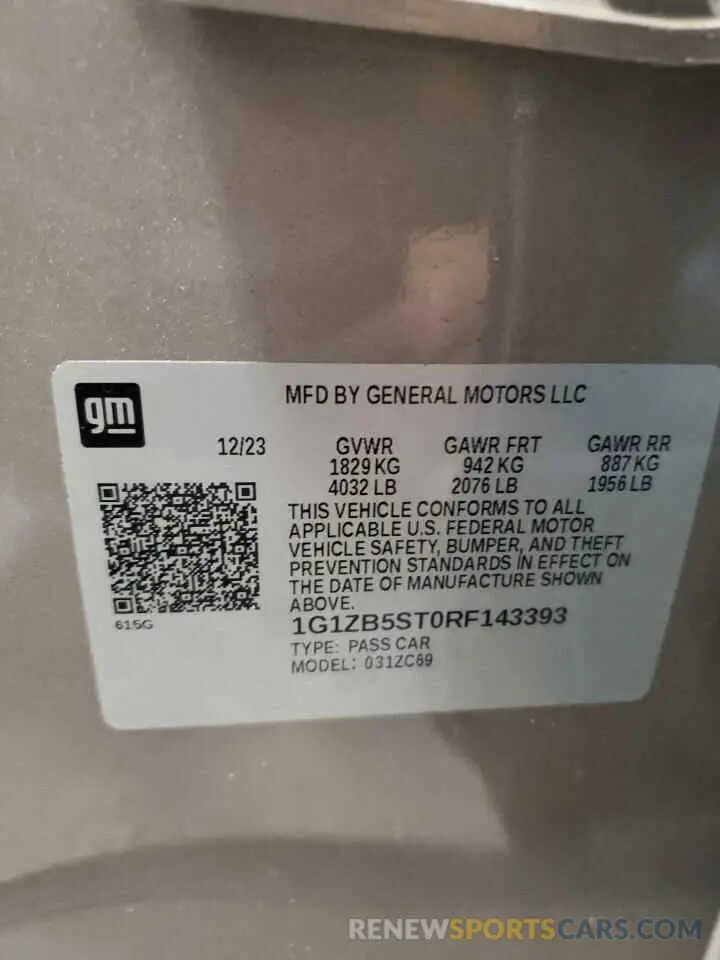 gm
MFD BY GENERAL MOTORS LLC
12/23 GVWR GAWR FRT GAWR RR
1829 KG 942 KG 887 KG
4032 LB 2076 LB 1956 LB
THIS VEHICLE CONFORMS TO ALL
APPLICABLE U.S. FEDERAL MOTOR
VEHICLE SAFETY, BUMPER, AND THEFT
PREVENTION STANDARDS IN EFFECT ON
THE DATE OF MANUFACTURE SHOWN
ABOVE.
615G
1G1ZB5ST0RF143393
TYPE: PASS CAR
MODEL: 031ZC69
RENEWSPORTSCARS.COM